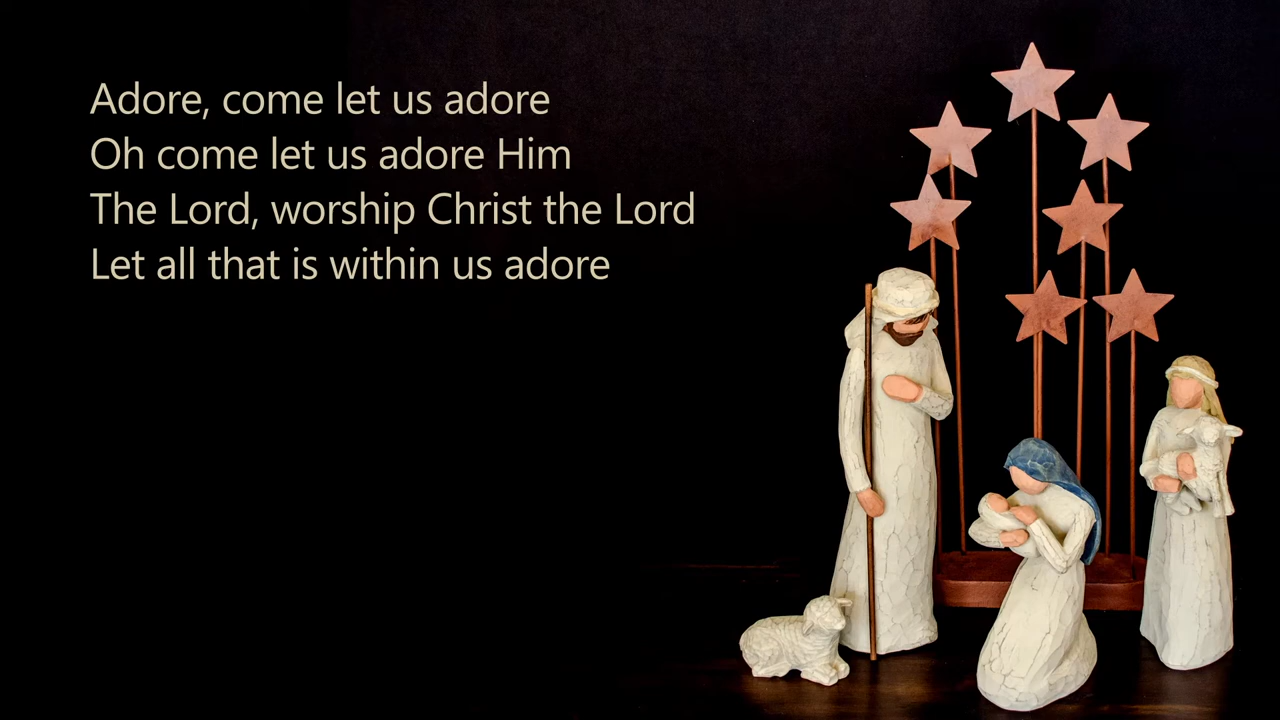 Adore, come let us adore
Oh come let us adore Him
The Lord, worship Christ the Lord
Let all that is within us adore